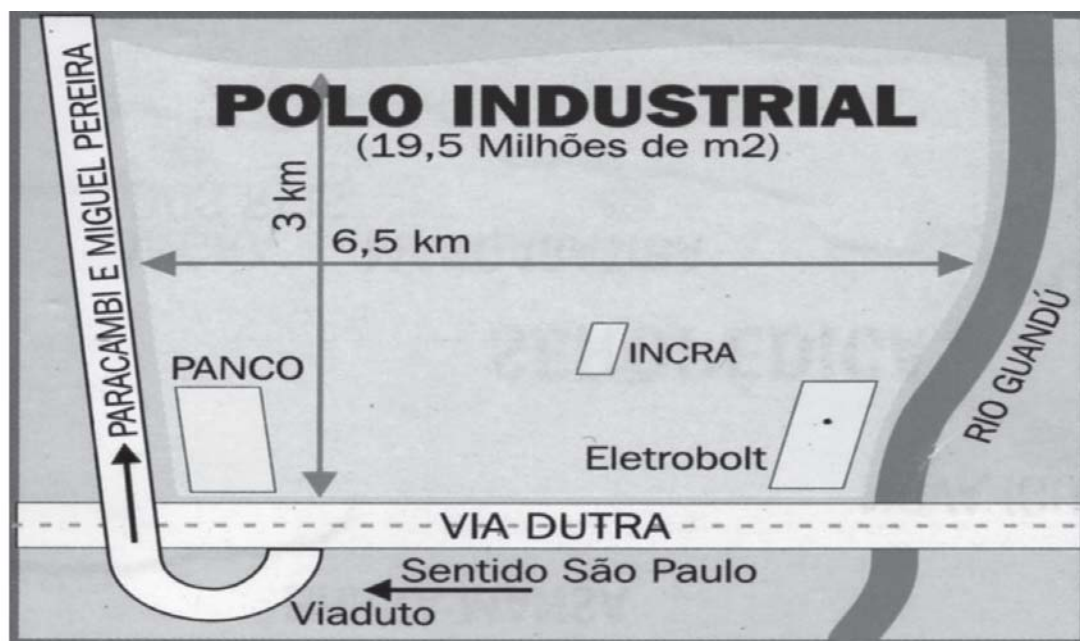 PARACAMBI E MIGUEL PEREIRA
POLO INDUSTRIAL
(19,5 Milhões de m2)
3 km
6,5 km
PANCO
INCRA
Eletrobolt
RIO GUANDÚ
VIA DUTRA
Sentido São Paulo
Viaduto